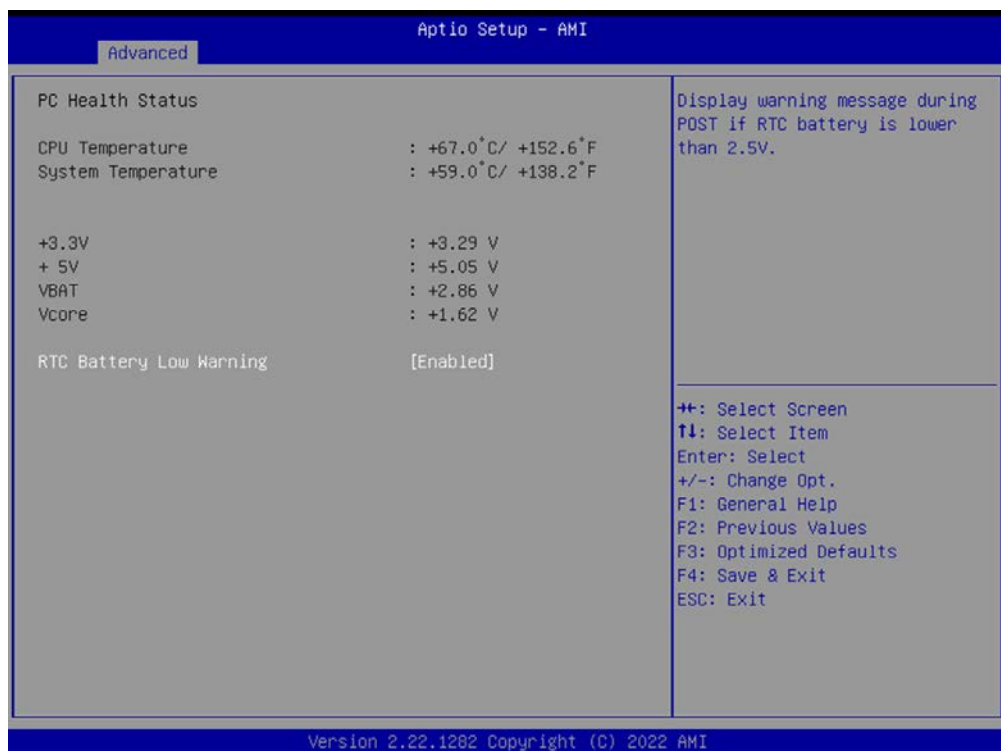 Aptio Setup - AMI
Advanced
PC Health Status
CPU Temperature : +67.0°C/ +152.6°F
System Temperature : +59.0°C/ +138.2°F
+3.3V : +3.29 V
+ 5V : +5.05 V
VBAT : +2.86 V
Vcore : +1.62 V
RTC Battery Low Warning [Enabled]
Display warning message during
POST if RTC battery is lower
than 2.5V.
→←: Select Screen
↑↓: Select Item
Enter: Select
+/-: Change Opt.
F1: General Help
F2: Previous Values
F3: Optimized Defaults
F4: Save & Exit
ESC: Exit
Version 2.22.1282 Copyright (C) 2022 AMI